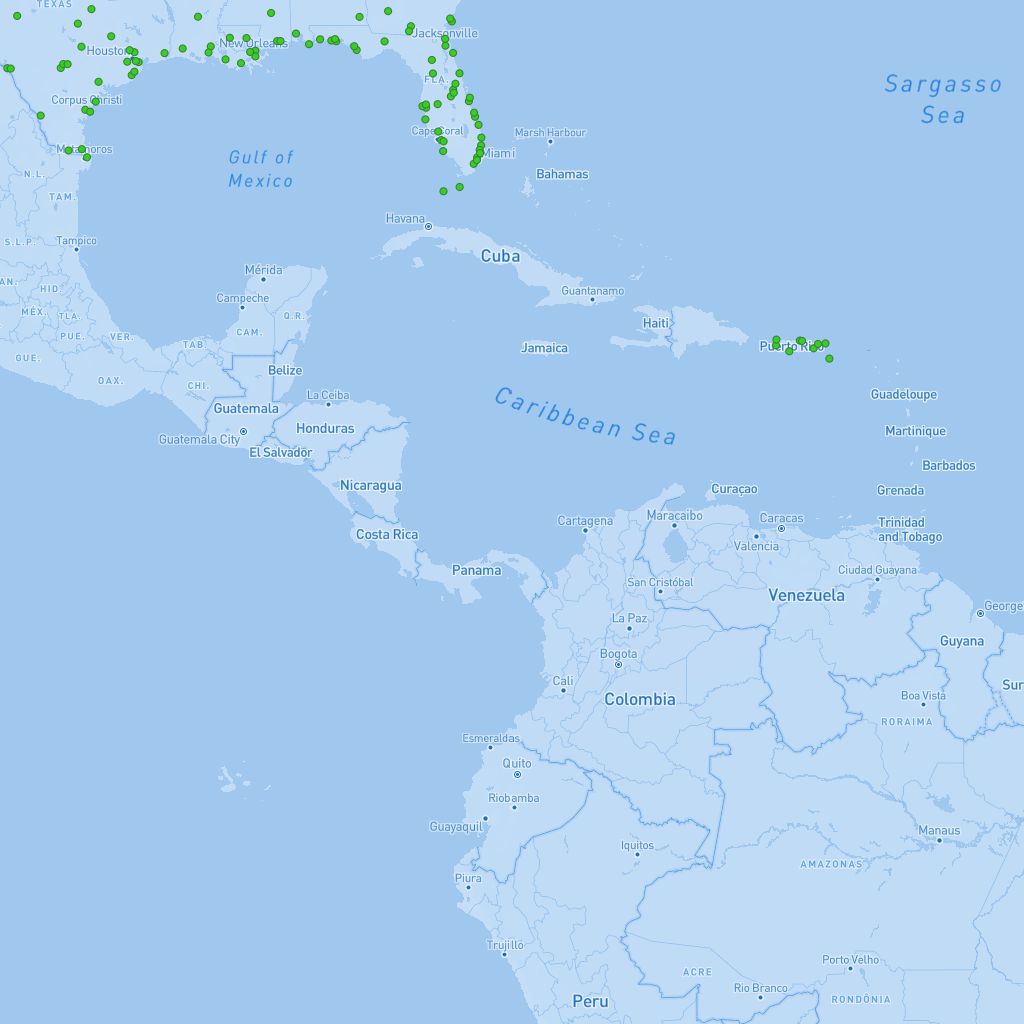 TEXAS
Houston
New Orleans
Jacksonville
FLA.
Sargasso
Sea
Corpus Christi
Cape Coral
Marsh Harbour
Matamoros
Miami
Gulf of
Mexico
Bahamas
N.L.
TAM.
Havana
S.L.P.
Tampico
Cuba
Mérida
AN.
HID.
Guantanamo
Campeche
MÉX.
TLA.
Q.R.
Haiti
PUE.
VER.
CAM.
TAB.
Jamaica
Puerto Rico
GUE.
Belize
OAX.
CHI.
La Ceiba
Caribbean Sea
Guadeloupe
Guatemala
Honduras
Martinique
Guatemala City
El Salvador
Barbados
Nicaragua
Curaçao
Grenada
Cartagena
Maracaibo
Caracas
Trinidad
and Tobago
Costa Rica
Valencia
Panama
Ciudad Guayana
San Cristóbal
Venezuela
George
La Paz
Guyana
Bogota
Cali
Sur
Colombia
Boa Vista
RORAIMA
Esmeraldas
Quito
Riobamba
Guayaquil
Manaus
Iquitos
AMAZONAS
Piura
Trujillo
Porto Velho
ACRE
Rio Branco
Peru
RONDÔNIA